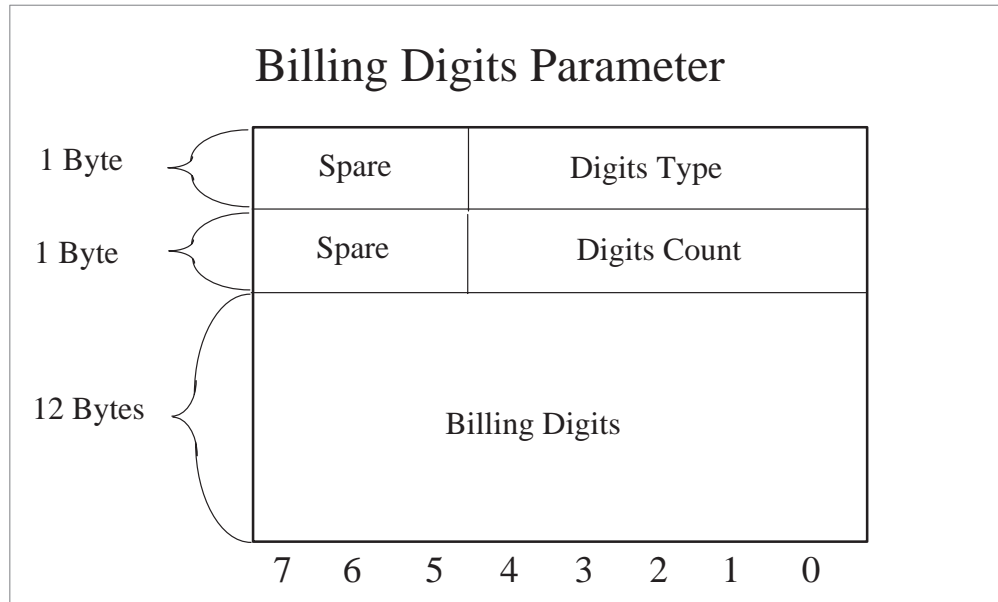 Billing Digits Parameter
1 Byte
Spare
Digits Type
1 Byte
Spare
Digits Count
12 Bytes
Billing Digits
7 6 5 4 3 2 1 0